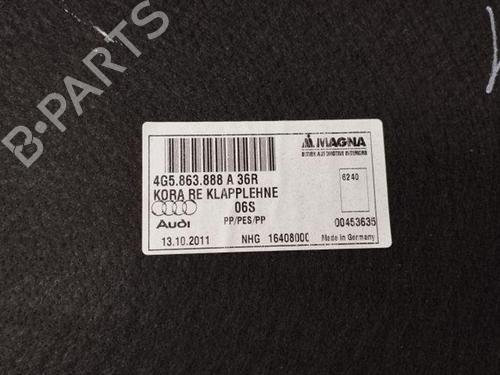 B-PARTS
MAGNA
4G5.863.888 A 36R
KORA RE KLAPPLEHNE
06S
PP/PES/PP
Audi
13.10.2011 NHG 16408000
6240
00453635
Made in Germany